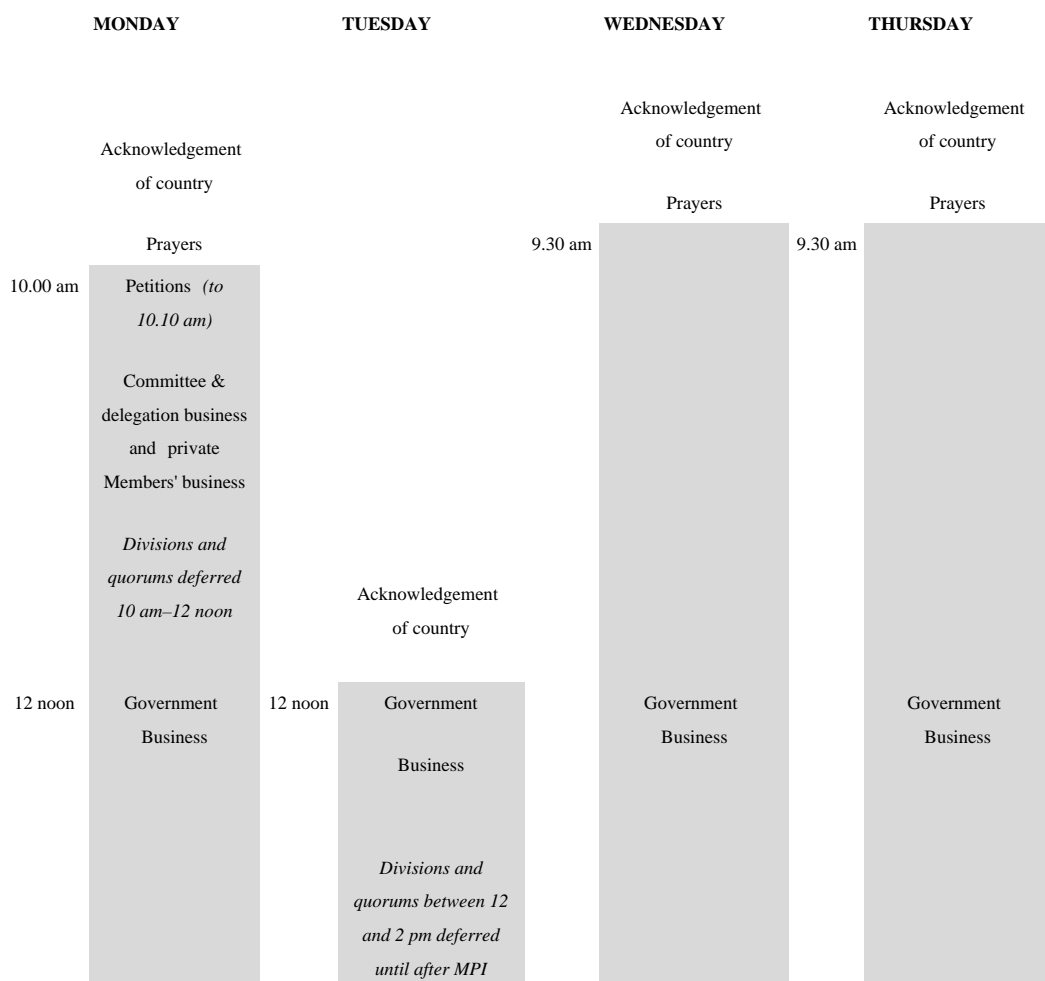 MONDAY TUESDAY WEDNESDAY THURSDAY
Acknowledgement
of country
Prayers
10.00 am
Petitions (to
10.10 am)
Committee &
delegation business
and private
Members' business
Divisions and
quorums deferred
10 am–12 noon
12 noon
Government
Business
Acknowledgement
of country
12 noon
Government
Business
Divisions and
quorums between 12
and 2 pm deferred
until after MPI
Acknowledgement
of country
Prayers
9.30 am
Government
Business
Acknowledgement
of country
Prayers
9.30 am
Government
Business